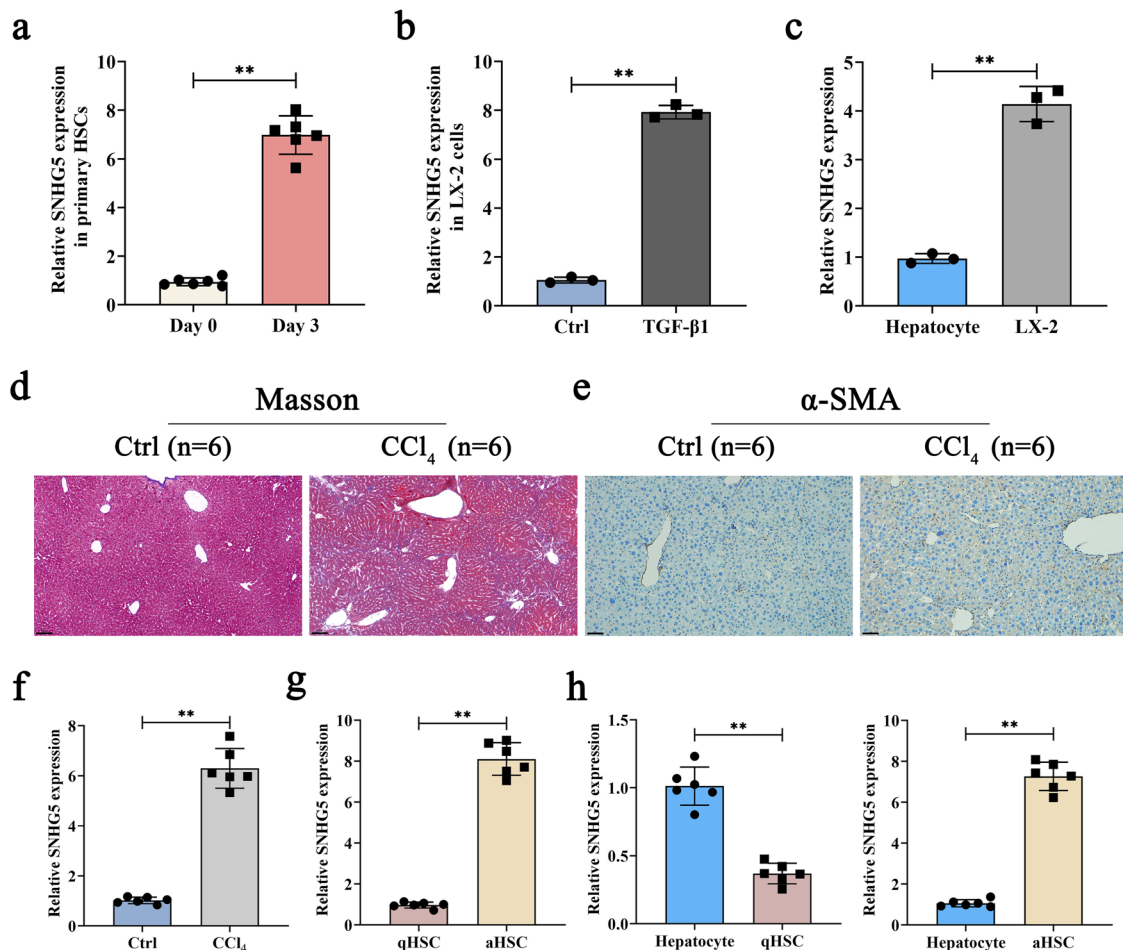 a
Relative SNHG5 expression
in primary HSCs
8
6
4
2
0
**
Day 0
Day 3
b
Relative SNHG5 expression
in LX-2 cells
10
8
6
4
2
0
**
Ctrl
TGF-β1
c
Relative SNHG5 expression
5
4
3
2
1
0
**
Hepatocyte
LX-2
d
Masson
Ctrl (n=6)
CCl₄ (n=6)
e
α-SMA
Ctrl (n=6)
CCl₄ (n=6)
f
Relative SNHG5 expression
8
6
4
2
0
**
Ctrl
CCl₄
g
Relative SNHG5 expression
10
8
6
4
2
0
**
qHSC
aHSC
h
Relative SNHG5 expression
1.5
1.0
0.5
0.0
**
Hepatocyte
qHSC
Relative SNHG5 expression
10
8
6
4
2
0
**
Hepatocyte
aHSC